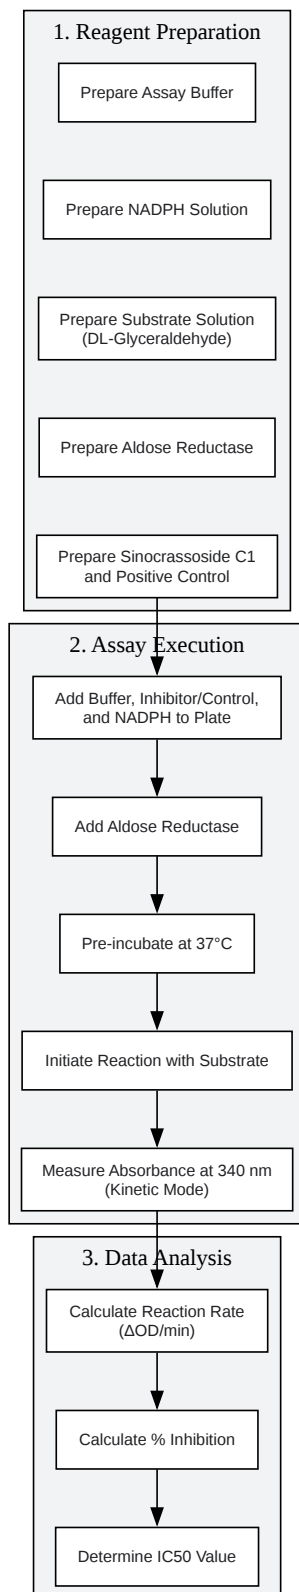 1. Reagent Preparation
Prepare Assay Buffer
Prepare NADPH Solution
Prepare Substrate Solution
(DL-Glyceraldehyde)
Prepare Aldose Reductase
Prepare Sinocrassoside C1
and Positive Control
2. Assay Execution
Add Buffer, Inhibitor/Control,
and NADPH to Plate
Add Aldose Reductase
Pre-incubate at 37°C
Initiate Reaction with Substrate
Measure Absorbance at 340 nm
(Kinetic Mode)
3. Data Analysis
Calculate Reaction Rate
(ΔOD/min)
Calculate % Inhibition
Determine IC50 Value